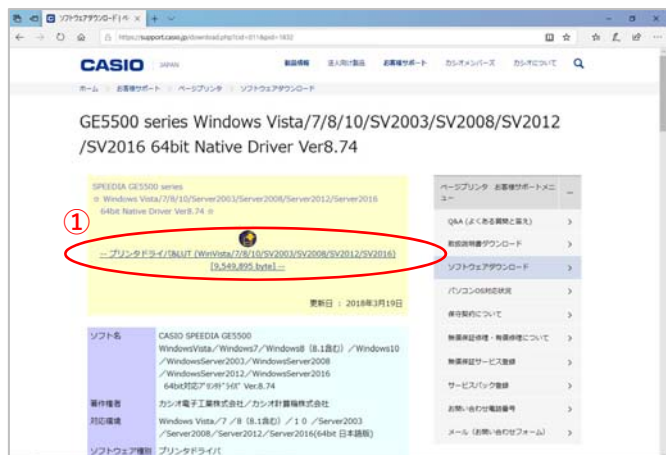 ソフトウェアダウンロード | ペ
https://support.casio.jp/download.php?cid=011&pid=1832
CASIO JAPAN
製品情報 法人向け製品 お客様サポート カシオメンバーズ カシオについて
ホーム お客様サポート ページプリンタ ソフトウェアダウンロード
GE5500 series Windows Vista/7/8/10/SV2003/SV2008/SV2012
/SV2016 64bit Native Driver Ver8.74
SPEEDIA GE5500 series
※ Windows Vista/7/8/10/Server2003/Server2008/Server2012/Server2016
64bit Native Driver Ver8.74 ※
①
--- プリンタドライバ&LUT (WinVista/7/8/10/SV2003/SV2008/SV2012/SV2016)
[9,549,895 byte] ---
更新日 : 2018年3月19日
ソフト名
CASIO SPEEDIA GE5500
WindowsVista/Windows7/Windows8 (8.1含む) /Windows10
/WindowsServer2003/WindowsServer2008
/WindowsServer2012/WindowsServer2016
64bit対応プリンタドライバ Ver.8.74
著作権者
カシオ電子工業株式会社/カシオ計算機株式会社
対応環境
Windows Vista/7 /8 (8.1含む) /10 /Server2003
/Server2008/Server2012/Server2016(64bit 日本語版)
ソフトウェア種別
プリンタドライバ
ページプリンタ お客様サポートメニ
ュー
Q&A (よくある質問と答え)
取扱説明書ダウンロード
ソフトウェアダウンロード
パソコンOS対応状況
保守契約について
無償保証修理・有償修理について
無償保証サービス登録
サービスパック登録
お問い合わせ電話番号
メール (お問い合わせフォーム)